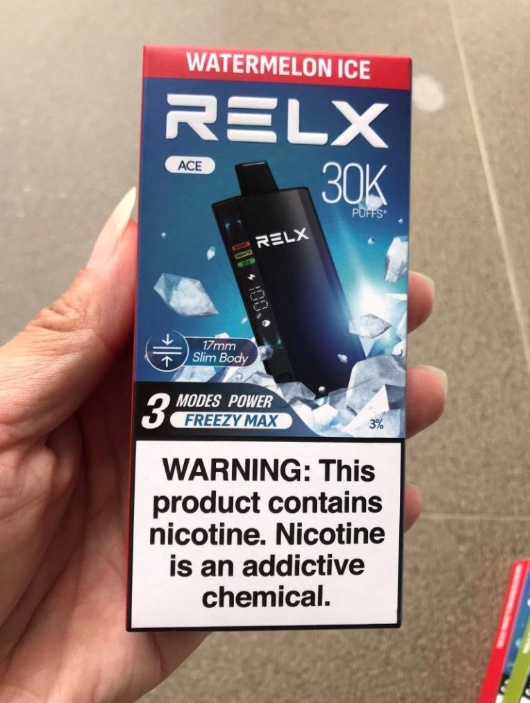 WATERMELON ICE
RELX
ACE
30K
PUFFS*
RELX
100%
17mm
Slim Body
3 MODES POWER
FREEZY MAX
3%
WARNING: This
product contains
nicotine. Nicotine
is an addictive
chemical.